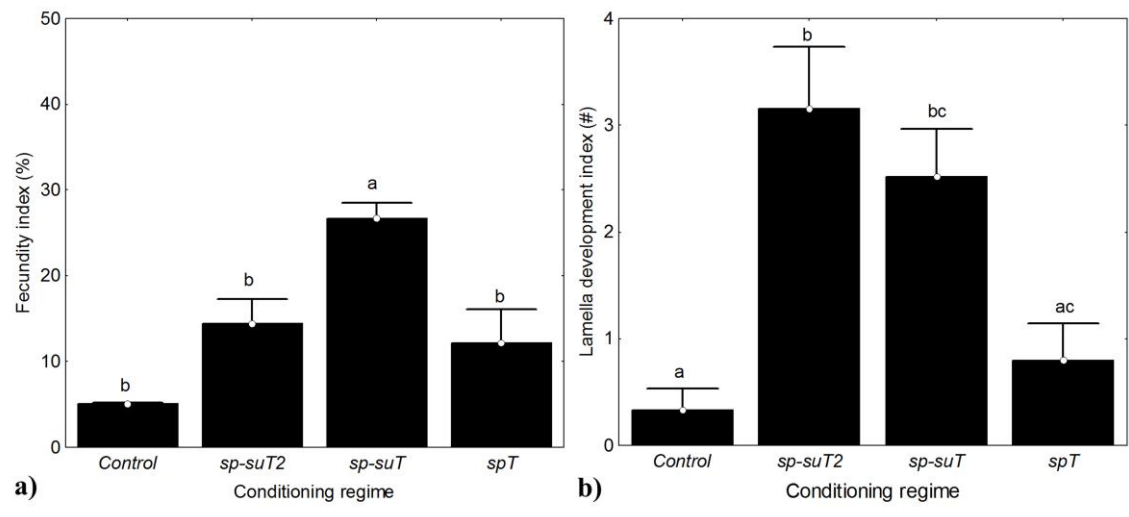 50
40
30
20
10
0
Fecundity index (%)
b
b
a
b
Control sp-suT2 sp-suT spT
Conditioning regime
a)
4
3
2
1
0
Lamella development index (#)
a
b
bc
ac
Control sp-suT2 sp-suT spT
Conditioning regime
b)